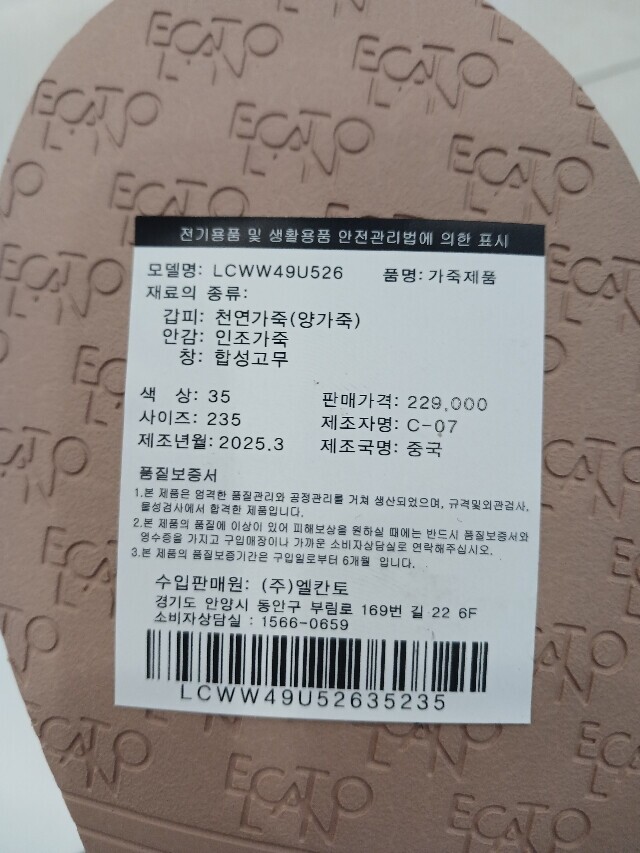 전기용품 및 생활용품 안전관리법에 의한 표시
모델명: LCWW49U526 품명: 가죽제품
재료의 종류:
갑피: 천연가죽(양가죽)
안감: 인조가죽
창: 합성고무
색 상: 35 판매가격: 229,000
사이즈: 235 제조자명: C-07
제조년월: 2025.3 제조국명: 중국
품질보증서
1.본 제품은 엄격한 품질관리와 공정관리를 거쳐 생산되었으며, 규격및외관검사,
물성검사에서 합격한 제품입니다.
2.본 제품의 품질에 이상이 있어 피해보상을 원하실 때에는 반드시 품질보증서와
영수증을 가지고 구입매장이나 가까운 소비자상담실로 연락해주십시오.
3.본 제품의 품질보증기간은 구입일로부터 6개월 입니다.
수입판매원: (주)엘칸토
경기도 안양시 동안구 부림로 169번 길 22 6F
소비자상담실 : 1566-0659
LCWW49U52635235